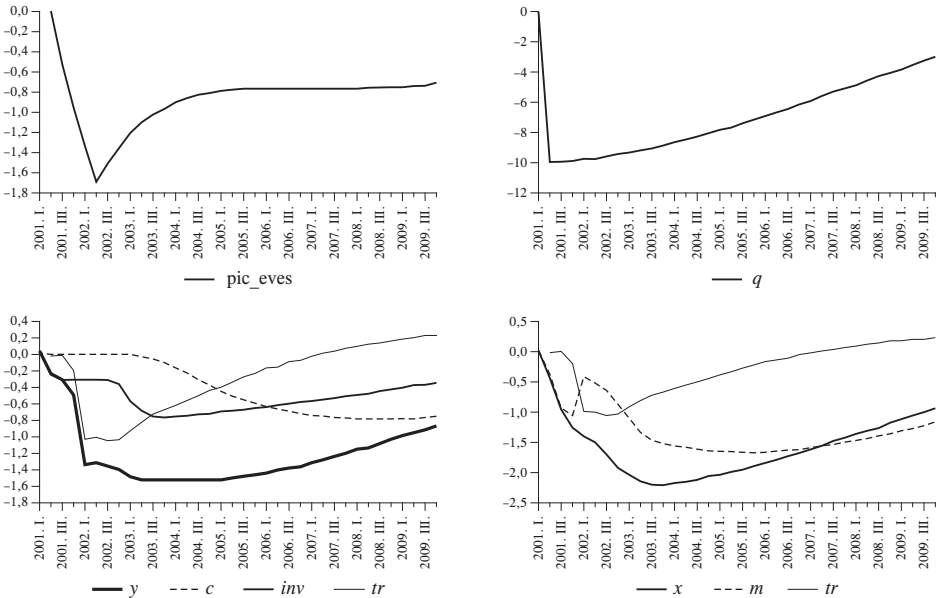 0,0
–0,2
–0,4
–0,6
–0,8
–1,0
–1,2
–1,4
–1,6
–1,8
2001. I.
2001. III.
2002. I.
2002. III.
2003. I.
2003. III.
2004. I.
2004. III.
2005. I.
2005. III.
2006. I.
2006. III.
2007. I.
2007. III.
2008. I.
2008. III.
2009. I.
2009. III.
pic_eves
0
–2
–4
–6
–8
–10
–12
2001. I.
2001. III.
2002. I.
2002. III.
2003. I.
2003. III.
2004. I.
2004. III.
2005. I.
2005. III.
2006. I.
2006. III.
2007. I.
2007. III.
2008. I.
2008. III.
2009. I.
2009. III.
q
0,4
0,2
0,0
–0,2
–0,4
–0,6
–0,8
–1,0
–1,2
–1,4
–1,6
–1,8
2001. I.
2001. III.
2002. I.
2002. III.
2003. I.
2003. III.
2004. I.
2004. III.
2005. I.
2005. III.
2006. I.
2006. III.
2007. I.
2007. III.
2008. I.
2008. III.
2009. I.
2009. III.
y c inv tr
0,5
0,0
–0,5
–1,0
–1,5
–2,0
–2,5
2001. I.
2001. III.
2002. I.
2002. III.
2003. I.
2003. III.
2004. I.
2004. III.
2005. I.
2005. III.
2006. I.
2006. III.
2007. I.
2007. III.
2008. I.
2008. III.
2009. I.
2009. III.
x m tr